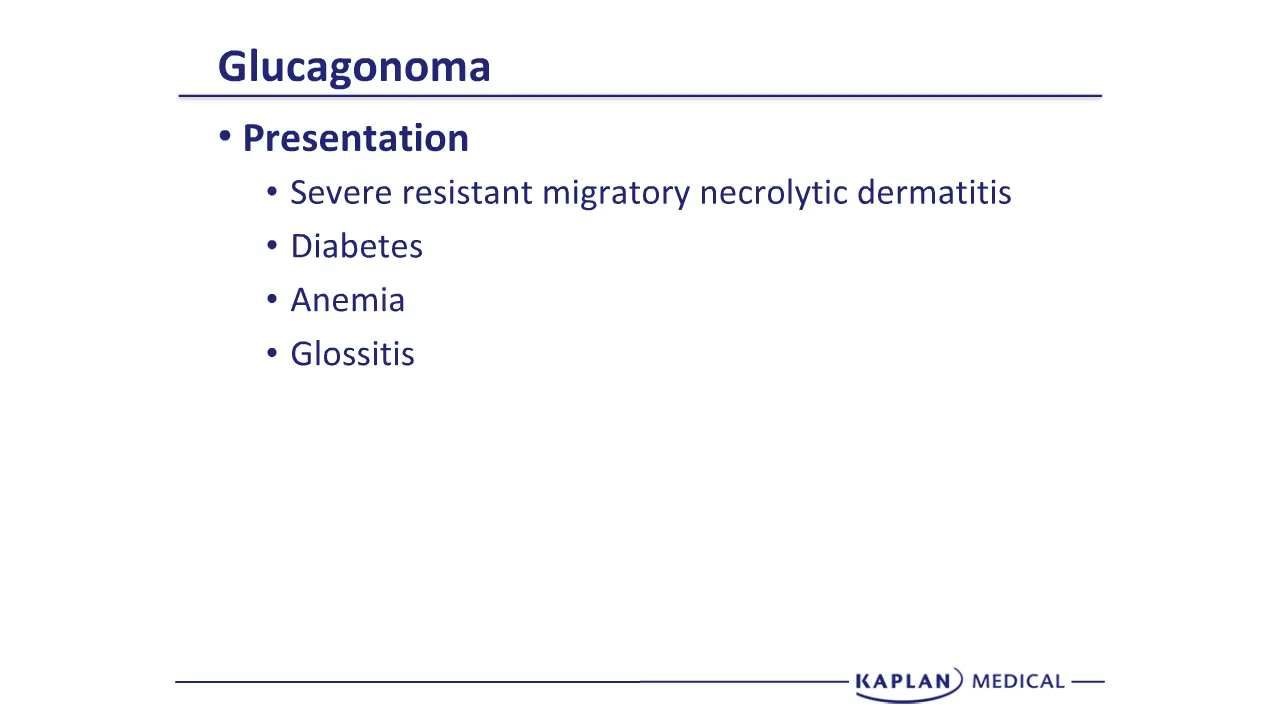 Glucagonoma
• Presentation
• Severe resistant migratory necrolytic dermatitis
• Diabetes
• Anemia
• Glossitis
KAPLAN MEDICAL